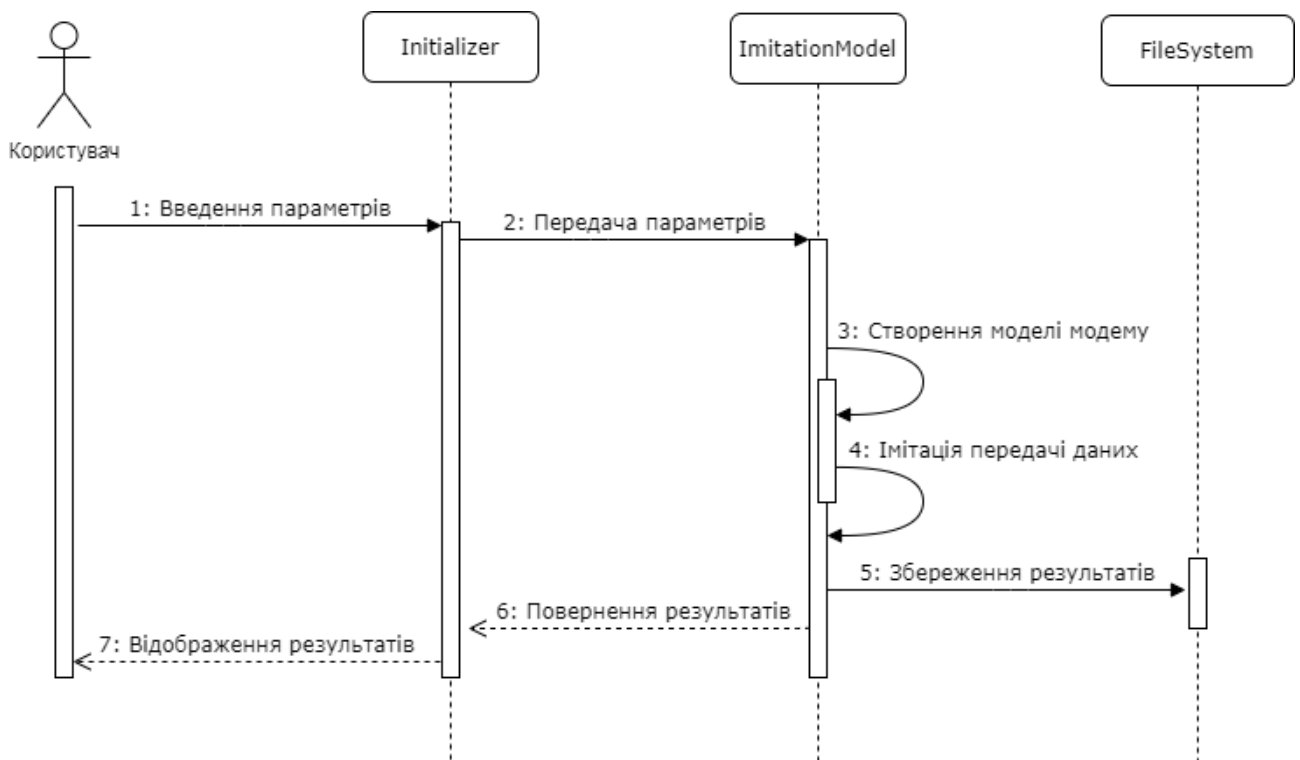 Initializer
ImitationModel
FileSystem
Користувач
1: Введення параметрів
2: Передача параметрів
3: Створення моделі модему
4: Імітація передачі даних
5: Збереження результатів
6: Повернення результатів
7: Відображення результатів